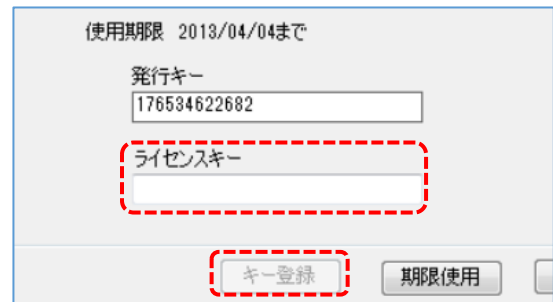 使用期限 2013/04/04まで
発行キー
176534622682
ライセンスキー
キー登録 期限使用